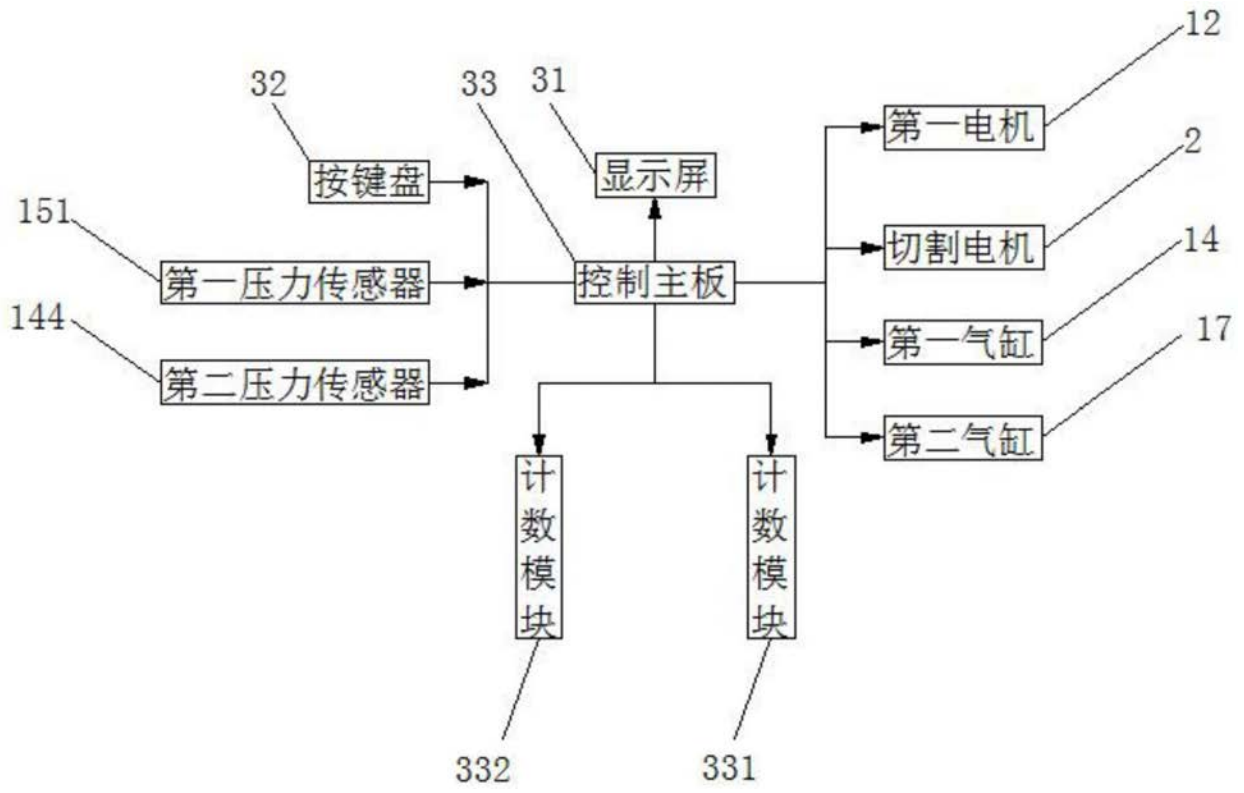 12
32
33
31
第一电机
按键盘
显示屏
2
151
切割电机
14
第一压力传感器
控制主板
144
第一气缸
17
第二压力传感器
第二气缸
计数模块
计数模块
332
331